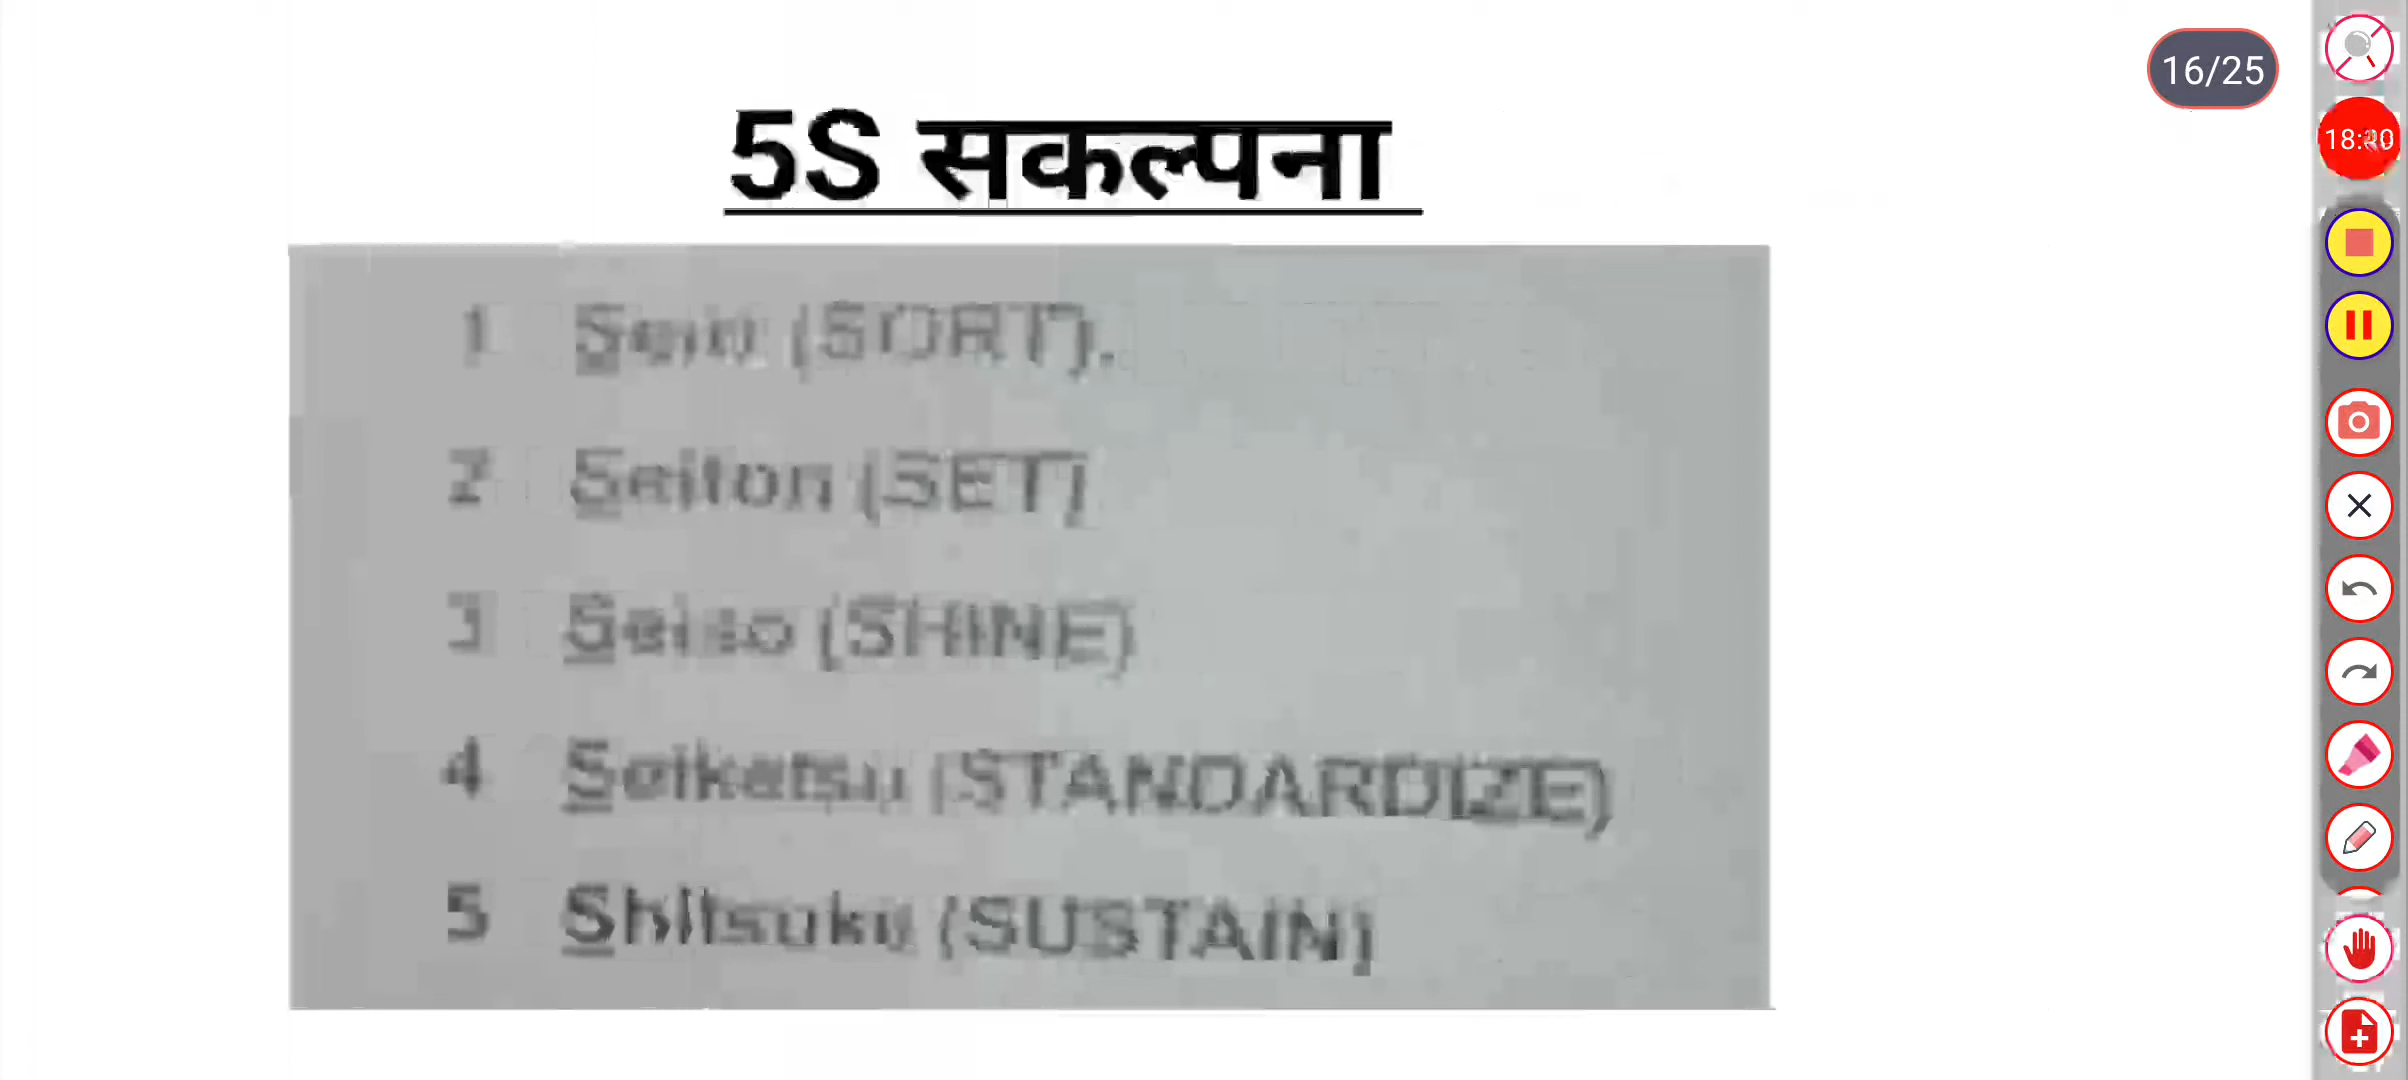 16/25
18:
5S सकल्पना
1 Seiri (SORT).
2 Seiton (SET)
3 Seiso (SHINE)
4 Seiketsu (STANDARDIZE)
5 Shitsuke (SUSTAIN)